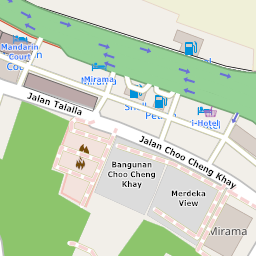 Mandarin
Court
Mirama
Jalan Talalla
I-Hotel
Jalan Choo Cheng Khay
Bangunan
Choo Cheng
Khay
Merdeka
View
Mirama